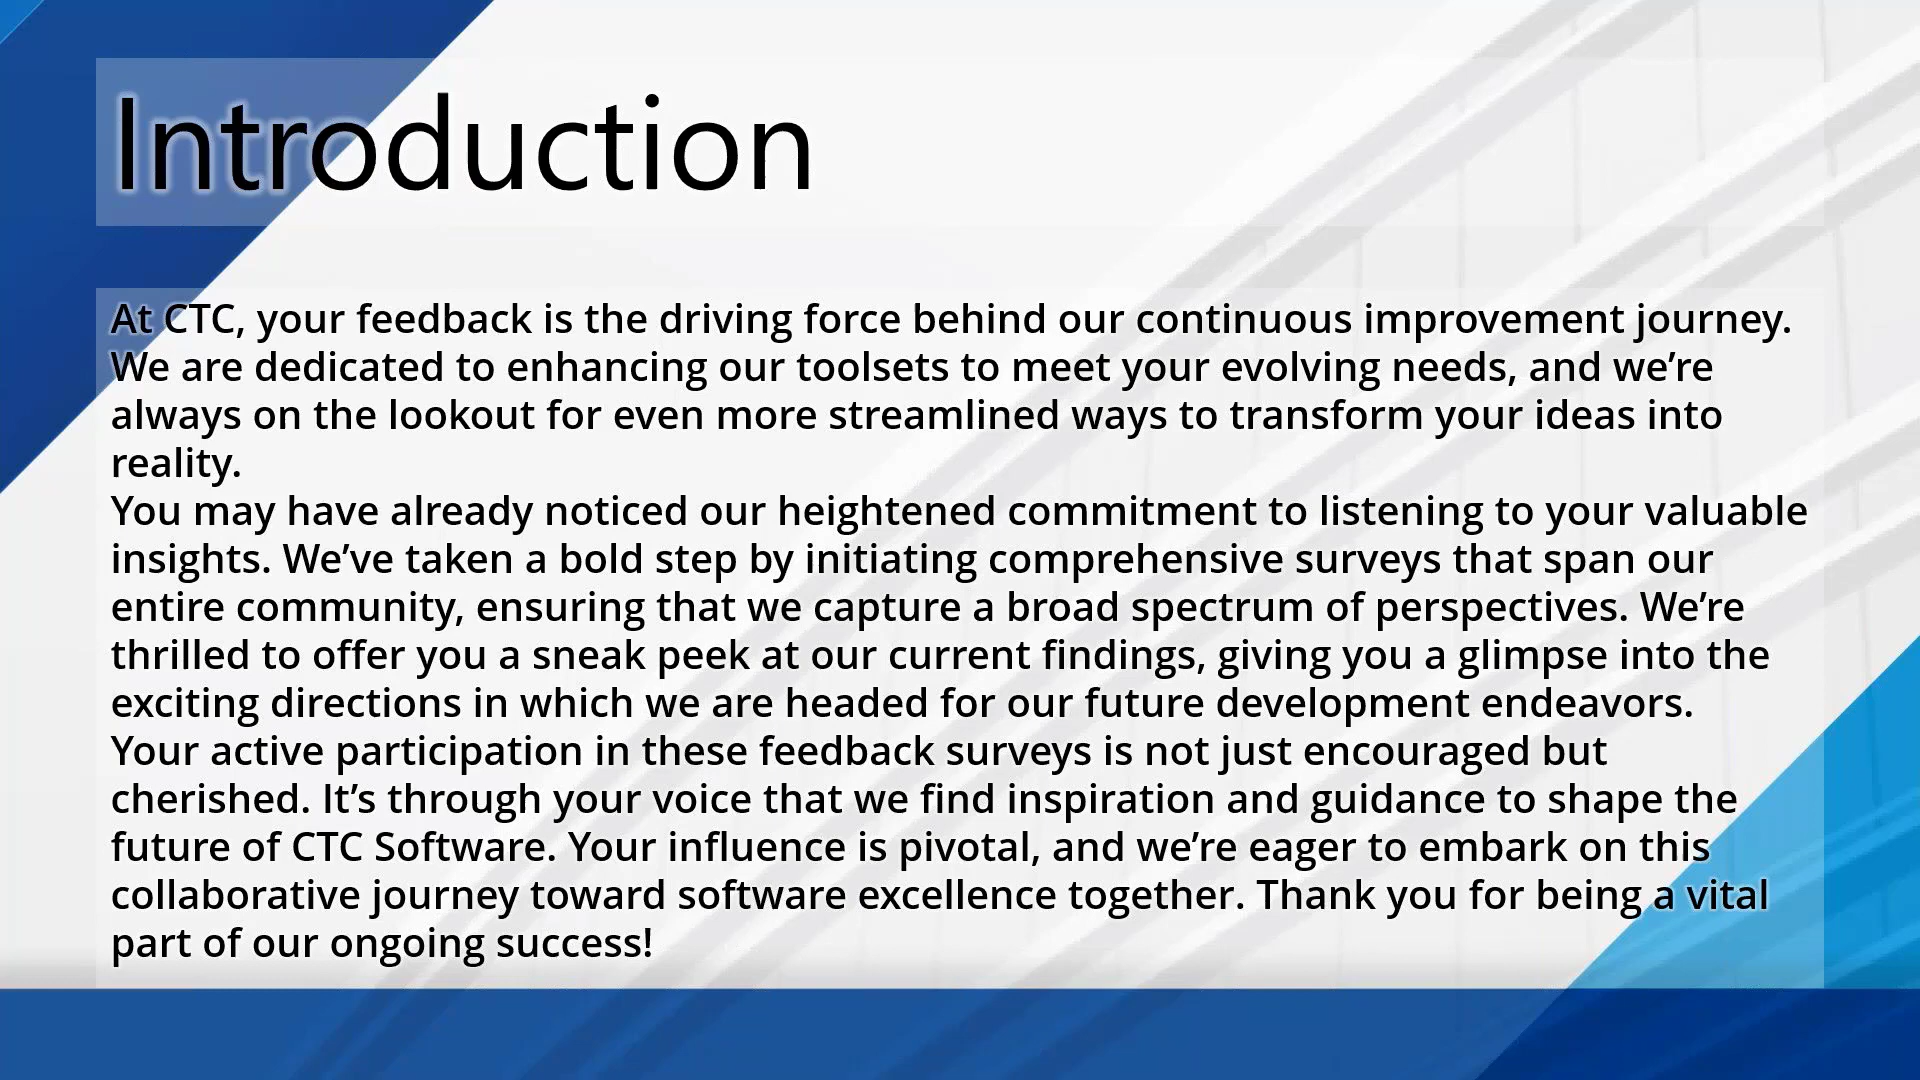 Introduction
At CTC, your feedback is the driving force behind our continuous improvement journey.
We are dedicated to enhancing our toolsets to meet your evolving needs, and we’re
always on the lookout for even more streamlined ways to transform your ideas into
reality.
You may have already noticed our heightened commitment to listening to your valuable
insights. We’ve taken a bold step by initiating comprehensive surveys that span our
entire community, ensuring that we capture a broad spectrum of perspectives. We’re
thrilled to offer you a sneak peek at our current findings, giving you a glimpse into the
exciting directions in which we are headed for our future development endeavors.
Your active participation in these feedback surveys is not just encouraged but
cherished. It’s through your voice that we find inspiration and guidance to shape the
future of CTC Software. Your influence is pivotal, and we’re eager to embark on this
collaborative journey toward software excellence together. Thank you for being a vital
part of our ongoing success!